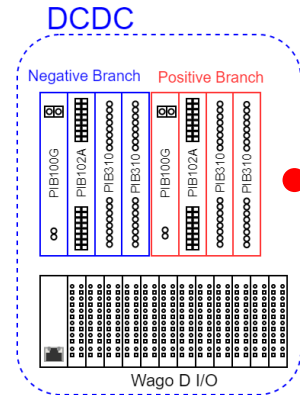 DCDC
Negative Branch Positive Branch
PIB100G
PIB102A
PIB310
PIB310
PIB100G
PIB102A
PIB310
PIB310
Wago D I/O